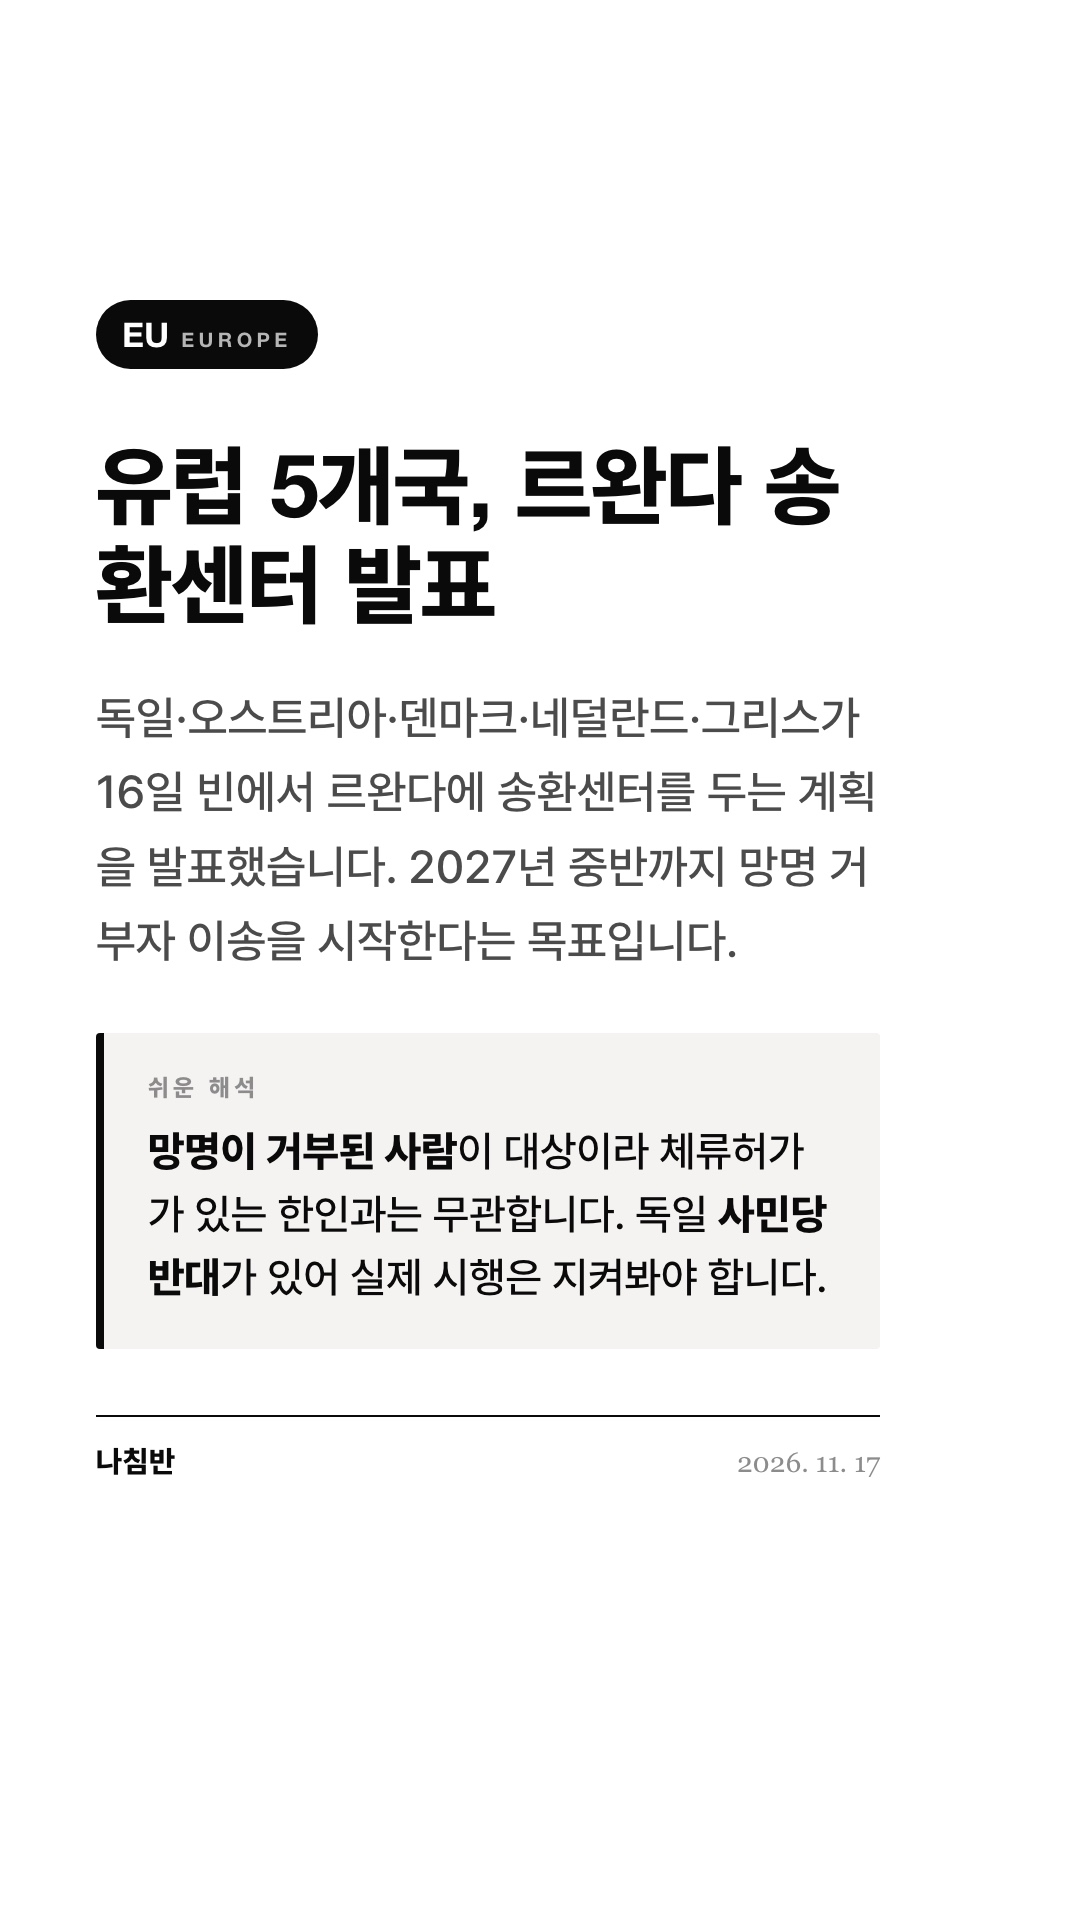 EU EUROPE
유럽 5개국, 르완다 송
환센터 발표
독일·오스트리아·덴마크·네덜란드·그리스가
16일 빈에서 르완다에 송환센터를 두는 계획
을 발표했습니다. 2027년 중반까지 망명 거
부자 이송을 시작한다는 목표입니다.
쉬운 해석
망명이 거부된 사람이 대상이라 체류허가
가 있는 한인과는 무관합니다. 독일 사민당
반대가 있어 실제 시행은 지켜봐야 합니다.
나침반
2026. 11. 17